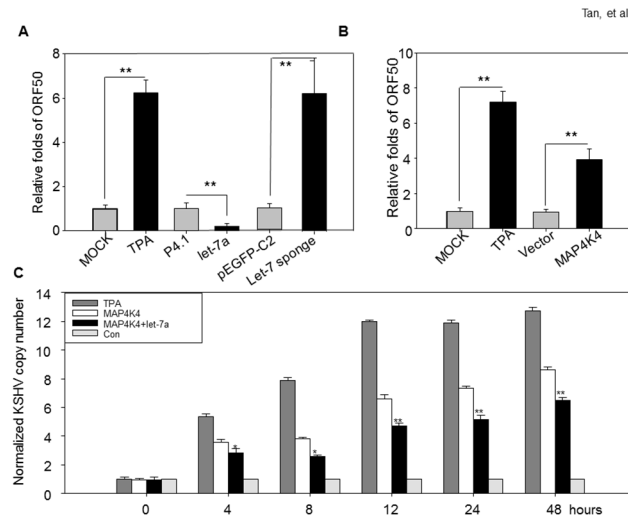 Tan, et al
A
B
Relative folds of ORF50
8
6
4
2
0
**
**
**
MOCK
TPA
P4.1
let-7a
pEGFP-C2
Let-7 sponge
Relative folds of ORF50
10
8
6
4
2
0
**
**
MOCK
TPA
Vector
MAP4K4
C
Normalized KSHV copy number
14
12
10
8
6
4
2
0
TPA
MAP4K4
MAP4K4+let-7a
Con
*
*
**
**
**
0 4 8 12 24 48 hours